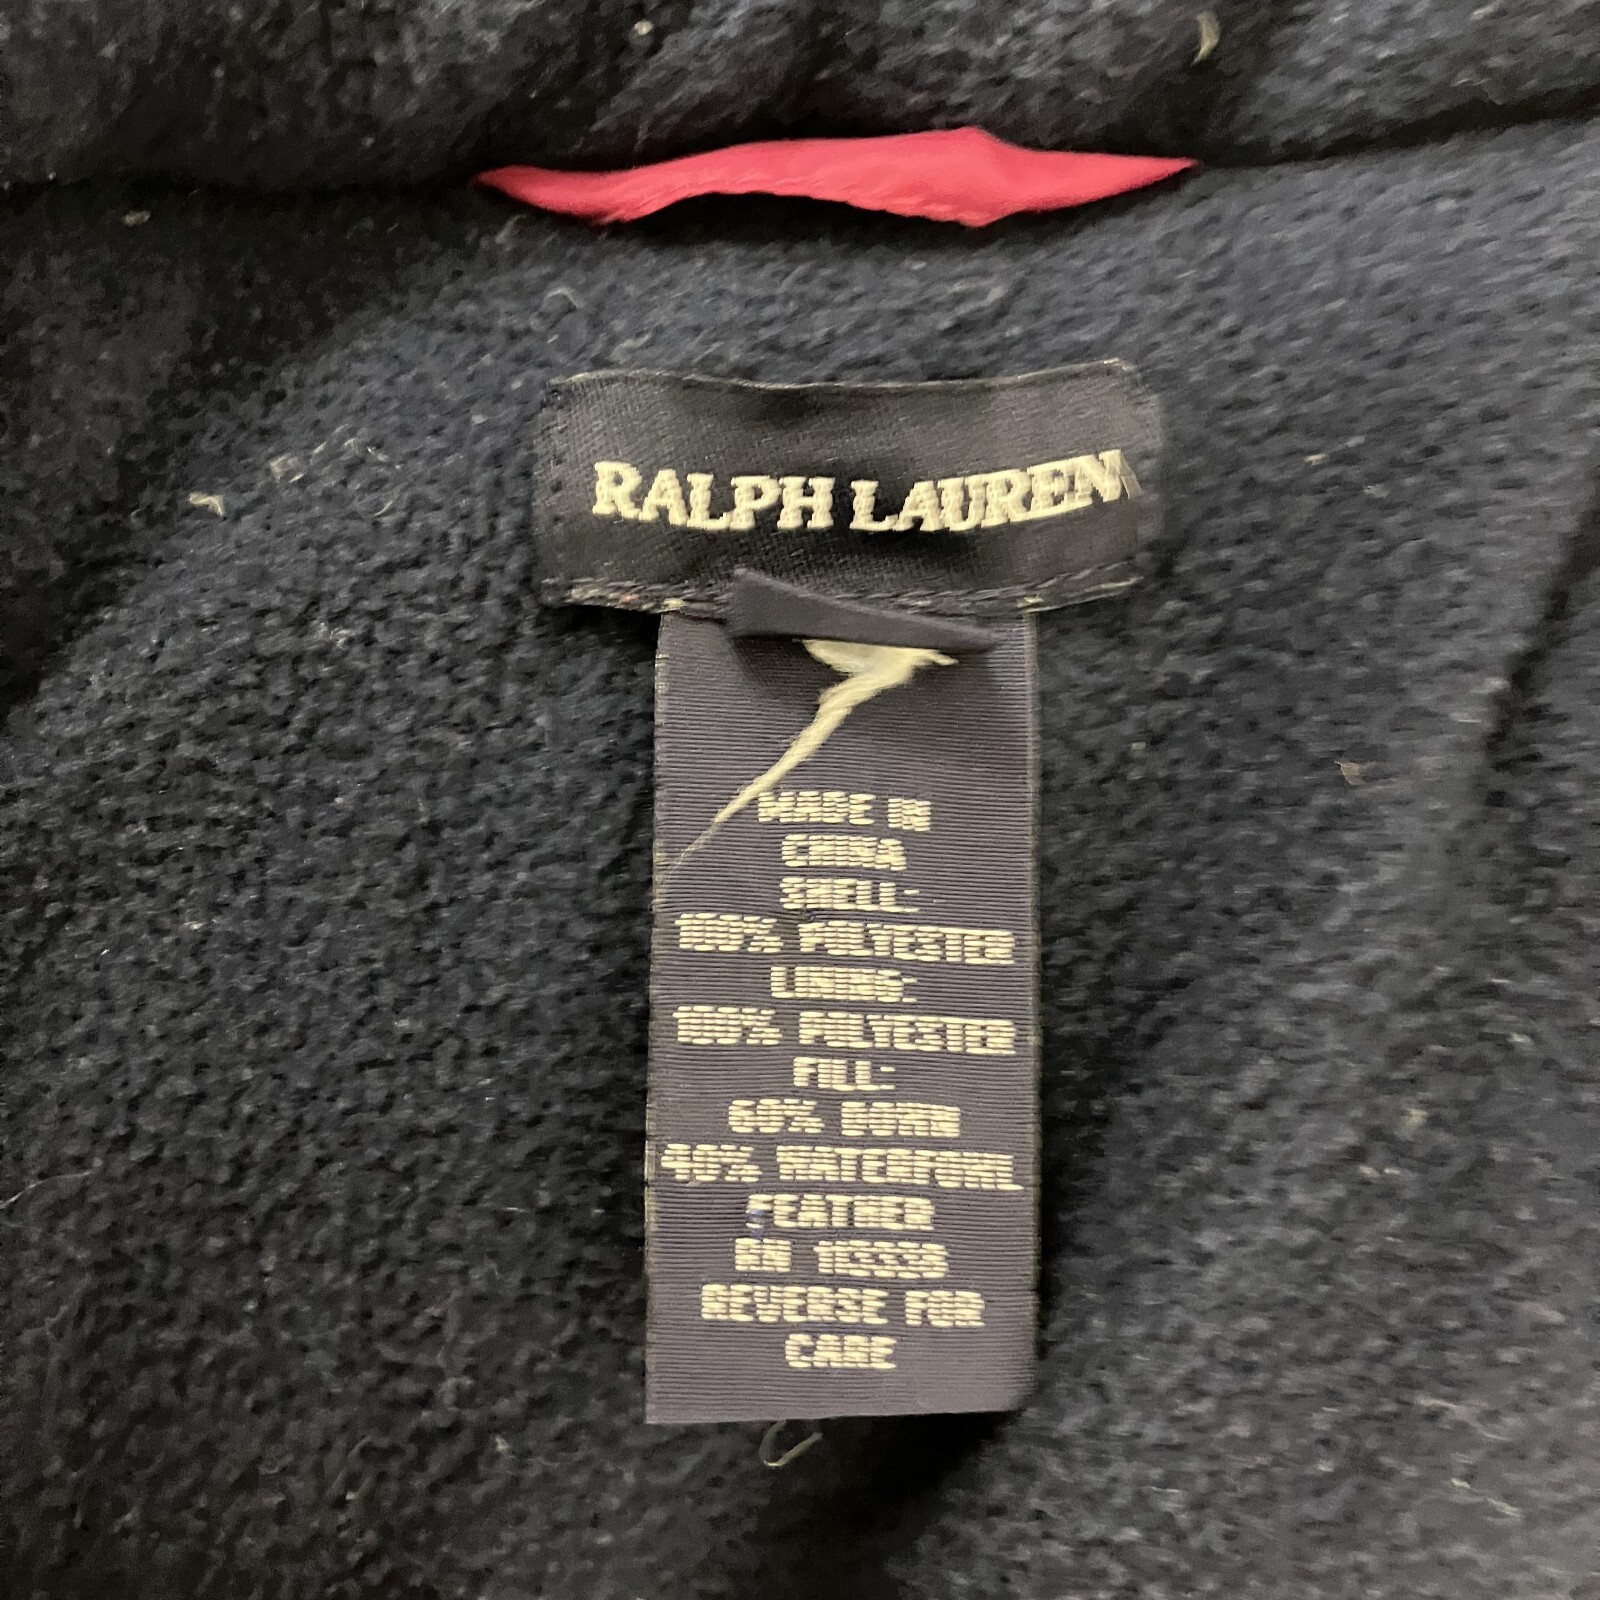 RALPH LAUREN
MADE IN
CHINA
SHELL:
100% POLYESTER
LINING:
100% POLYESTER
FILL:
60% DOWN
40% WATERFOWL
FEATHER
RN 113338
REVERSE FOR
CARE